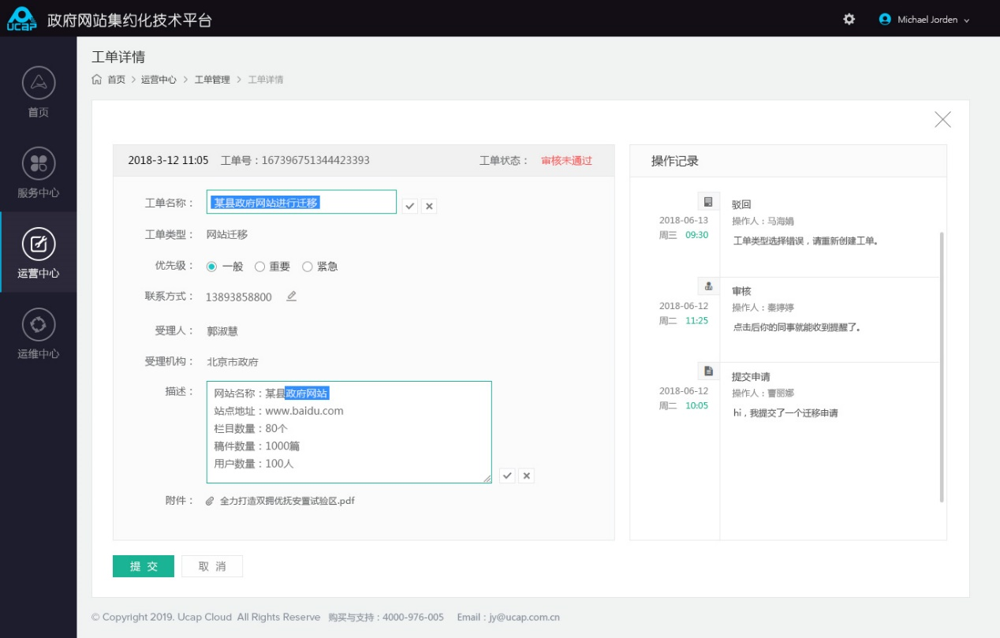 ucap 政府网站集约化技术平台
Michael Jorden
首页
服务中心
运营中心
运维中心
工单详情
首页 > 运营中心 > 工单管理 > 工单详情
2018-3-12 11:05 工单号：167396751344423393 工单状态： 审核未通过
工单名称： 某县政府网站进行迁移
工单类型： 网站迁移
优先级： 一般 重要 紧急
联系方式： 13893858800
受理人： 郭淑慧
受理机构： 北京市政府
描述： 网站名称：某县政府网站
站点地址：www.baidu.com
栏目数量：80个
稿件数量：1000篇
用户数量：100人
附件： 全力打造双拥优抚安置试验区.pdf
提 交 取 消
操作记录
2018-06-13
周三 09:30
驳回
操作人：马海娟
工单类型选择错误，请重新创建工单。
2018-06-12
周二 11:25
审核
操作人：秦婷婷
点击后你的同事就能收到提醒了。
2018-06-12
周二 10:05
提交申请
操作人：曹丽娜
hi，我提交了一个迁移申请
© Copyright 2019. Ucap Cloud All Rights Reserve 购买与支持：4000-976-005 Email：jy@ucap.com.cn